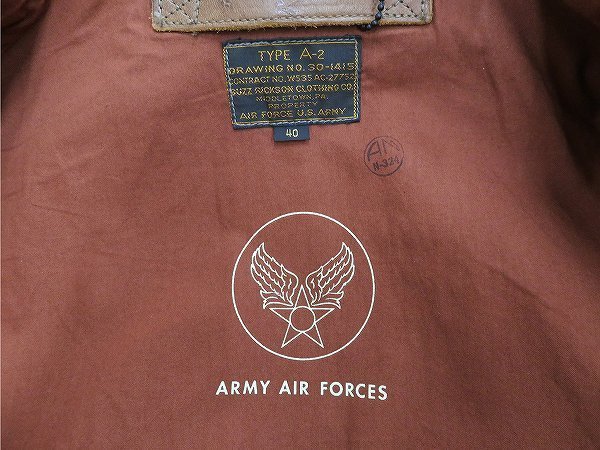 TYPE A-2
DRAWING NO. 30-1415
CONTRACT NO. W535 AC-27752
BUZZ RICKSON CLOTHING CO.
MIDDLETOWN, PA.
PROPERTY
AIR FORCE U.S. ARMY
40
ARMY AIR FORCES